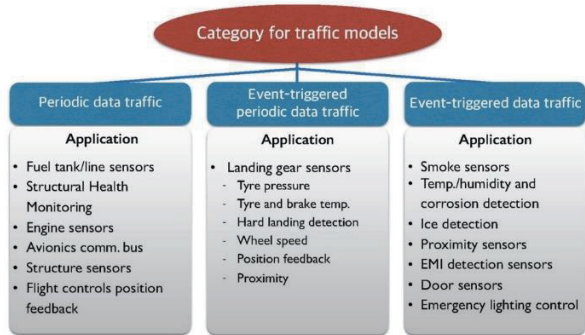 Category for traffic models
Periodic data traffic
Application
• Fuel tank/line sensors
• Structural Health
Monitoring
• Engine sensors
• Avionics comm. bus
• Structure sensors
• Flight controls position
feedback
Event-triggered
periodic data traffic
Application
• Landing gear sensors
- Tyre pressure
- Tyre and brake temp.
- Hard landing detection
- Wheel speed
- Position feedback
- Proximity
Event-triggered data traffic
Application
• Smoke sensors
• Temp./humidity and
corrosion detection
• Ice detection
• Proximity sensors
• EMI detection sensors
• Door sensors
• Emergency lighting control